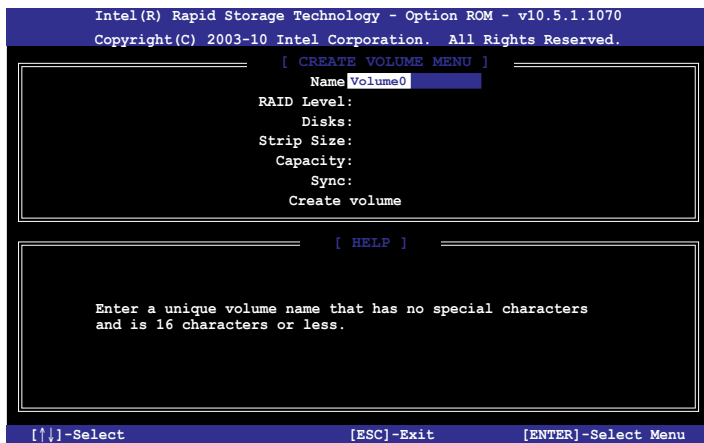 Intel(R) Rapid Storage Technology - Option ROM - v10.5.1.1070
Copyright(C) 2003-10 Intel Corporation. All Rights Reserved.
[ CREATE VOLUME MENU ]
Name Volume0
RAID Level:
Disks:
Strip Size:
Capacity:
Sync:
Create volume
[ HELP ]
Enter a unique volume name that has no special characters
and is 16 characters or less.
[↑↓]-Select [ESC]-Exit [ENTER]-Select Menu